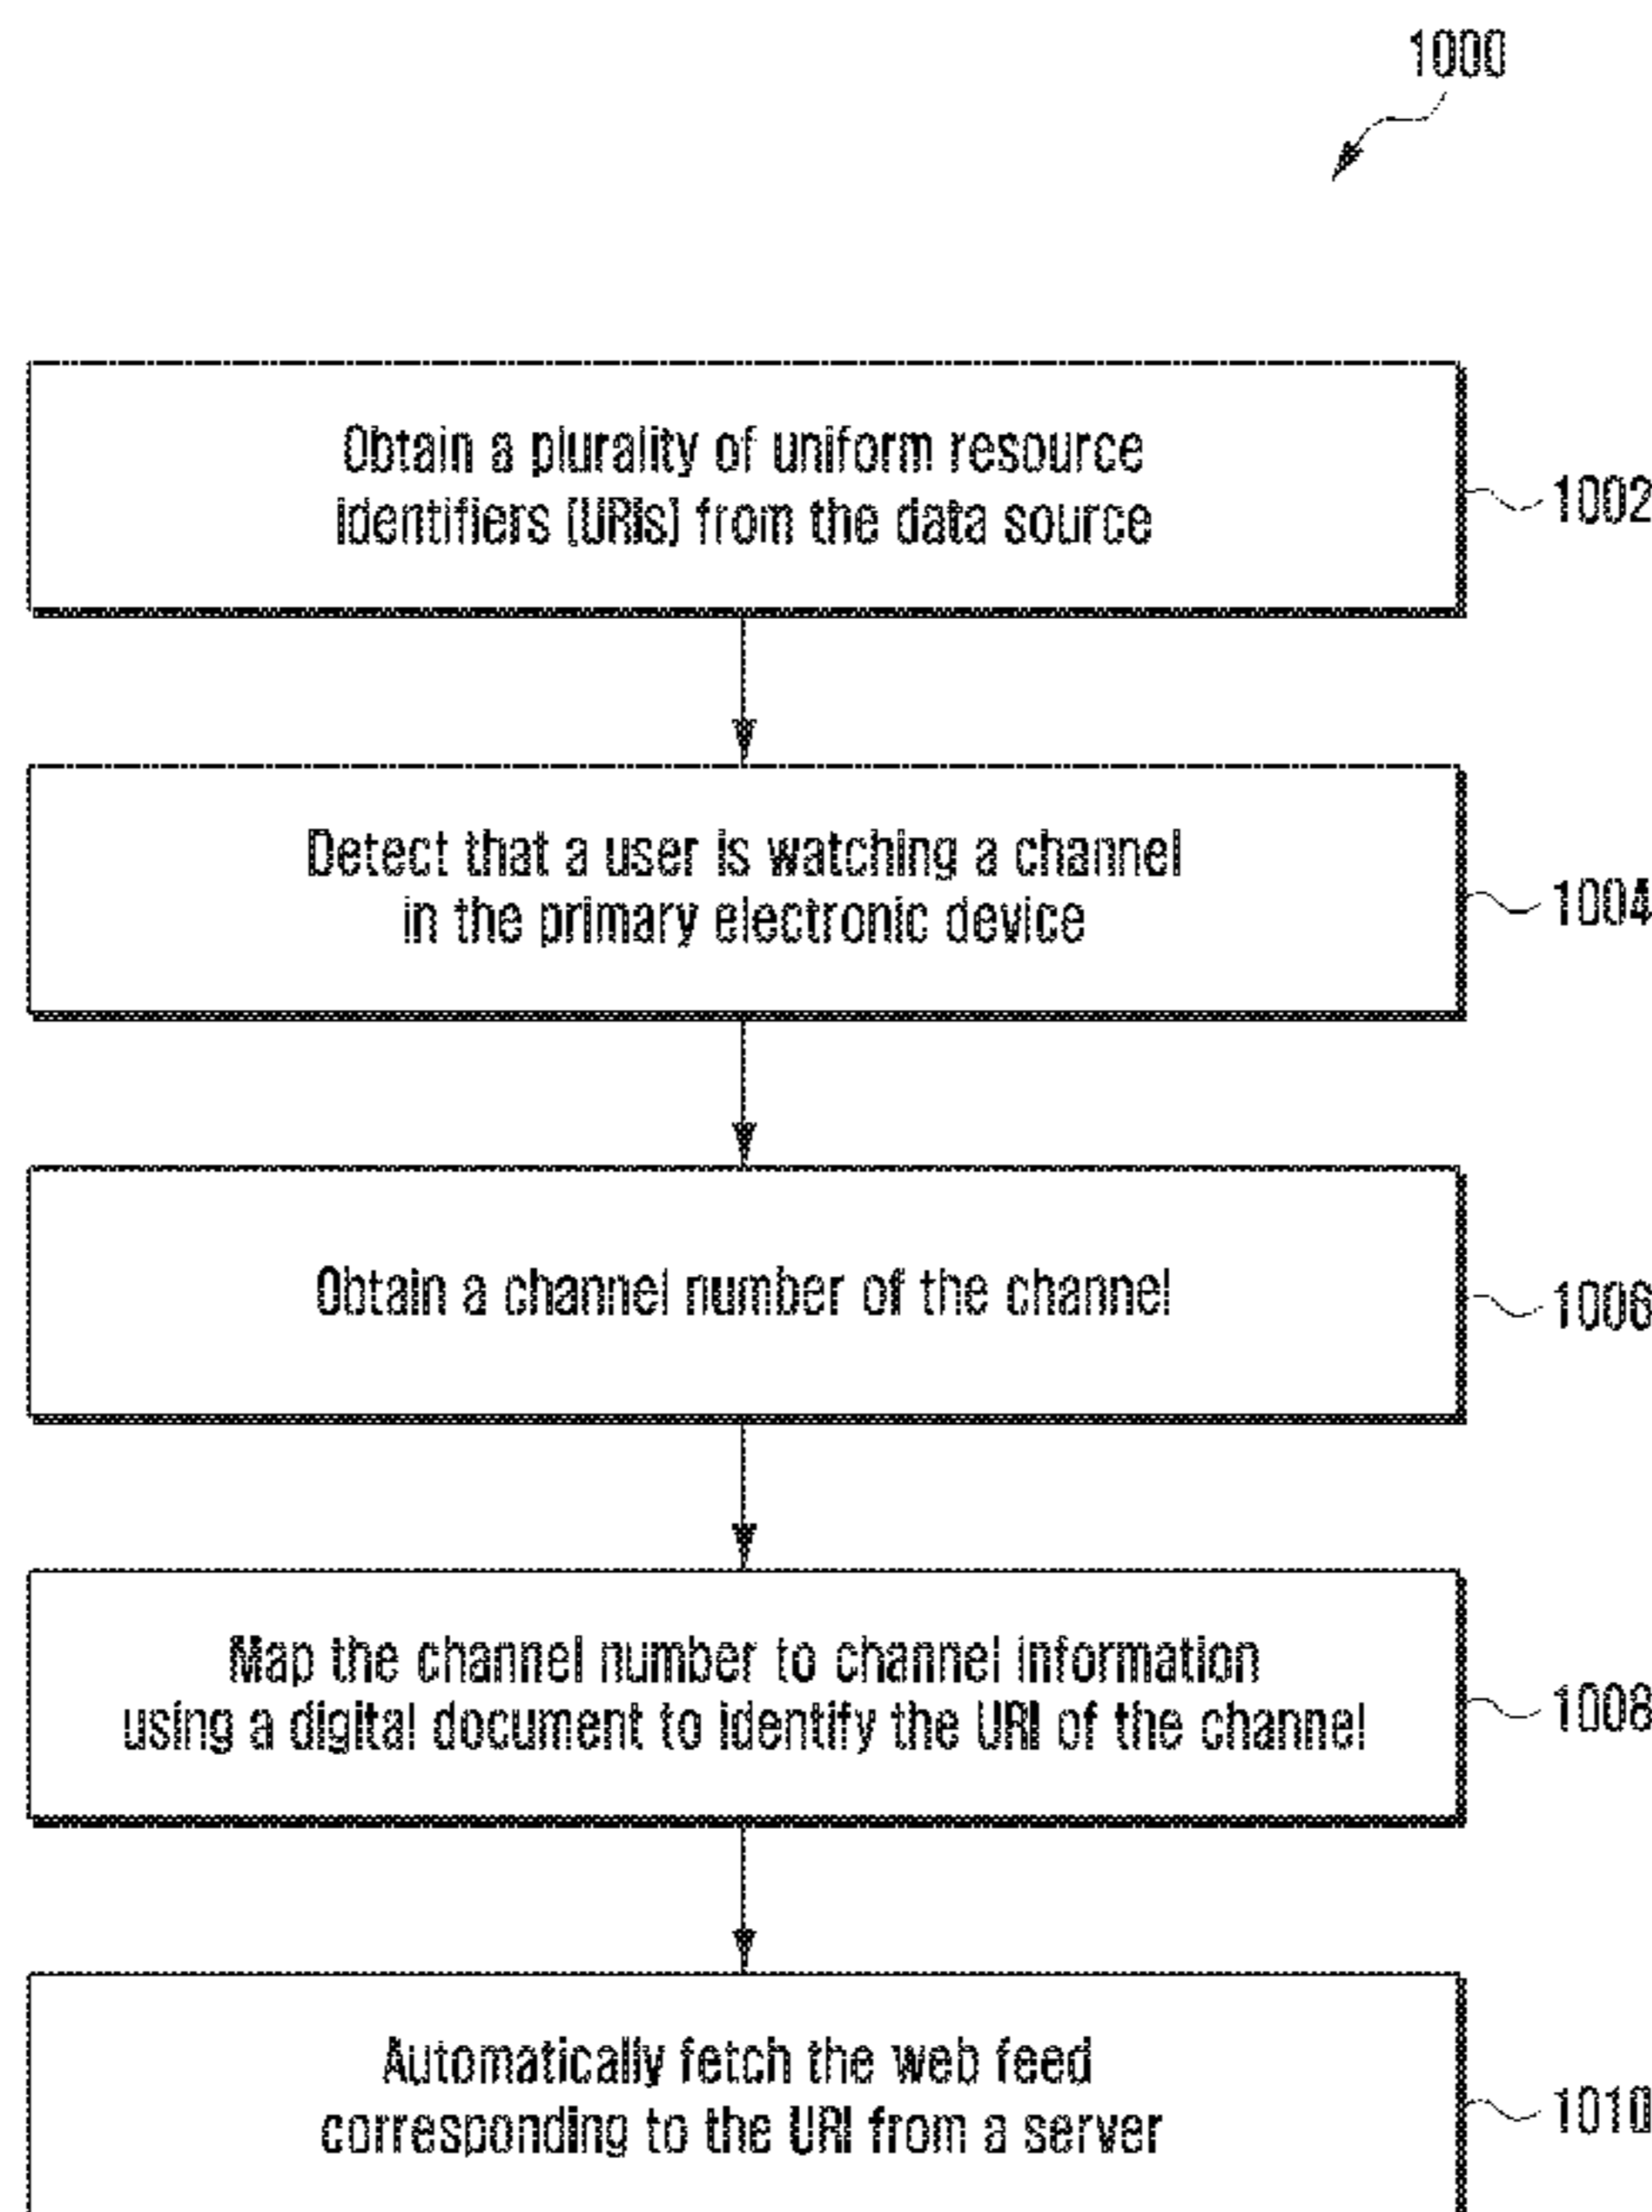 1000
Obtain a plurality of uniform resource
identifiers (URIs) from the data source
1002
Detect that a user is watching a channel
in the primary electronic device
1004
Obtain a channel number of the channel
1006
Map the channel number to channel information
using a digital document to identify the URI of the channel
1008
Automatically fetch the web feed
corresponding to the URI from a server
1010